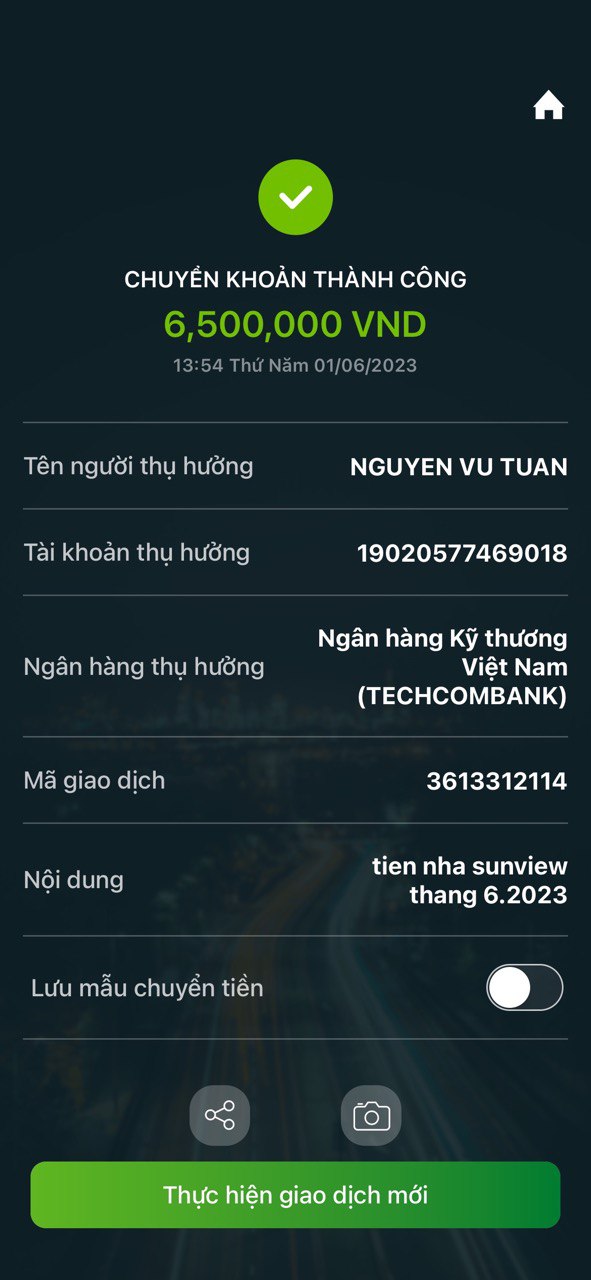 CHUYỂN KHOẢN THÀNH CÔNG
6,500,000 VND
13:54 Thứ Năm 01/06/2023
Tên người thụ hưởng NGUYEN VU TUAN
Tài khoản thụ hưởng 19020577469018
Ngân hàng thụ hưởng Ngân hàng Kỹ thương
Việt Nam
(TECHCOMBANK)
Mã giao dịch 3613312114
Nội dung tien nha sunview
thang 6.2023
Lưu mẫu chuyển tiền
Thực hiện giao dịch mới